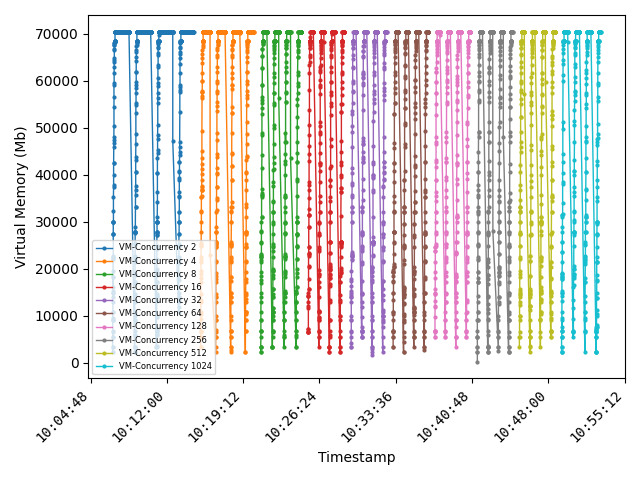 Virtual Memory (Mb)
70000
60000
50000
40000
30000
20000
10000
0
VM-Concurrency 2
VM-Concurrency 4
VM-Concurrency 8
VM-Concurrency 16
VM-Concurrency 32
VM-Concurrency 64
VM-Concurrency 128
VM-Concurrency 256
VM-Concurrency 512
VM-Concurrency 1024
10:04:48
10:12:00
10:19:12
10:26:24
10:33:36
10:40:48
10:48:00
10:55:12
Timestamp